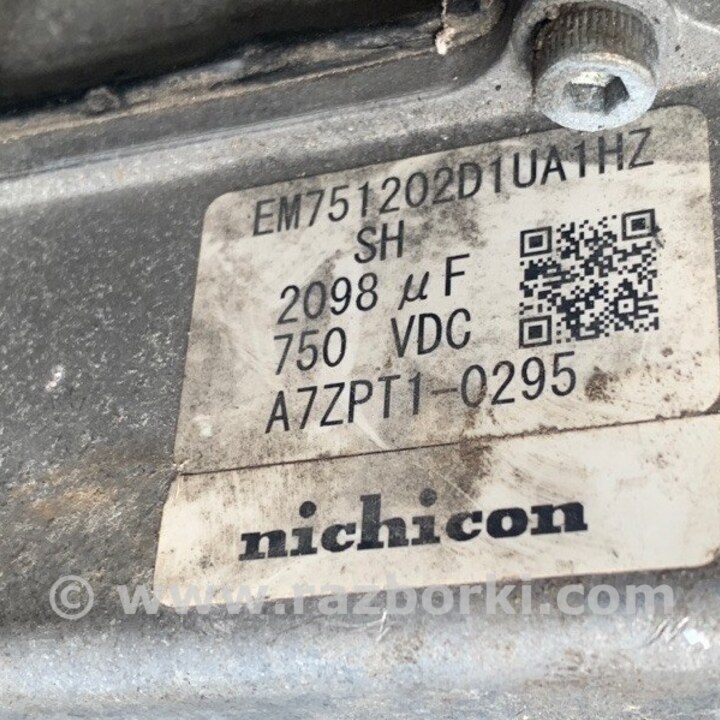 EM751202D1UA1HZ
SH
2098 μF
750 VDC
A7ZPT1-0295
nichicon
© www.razborki.com